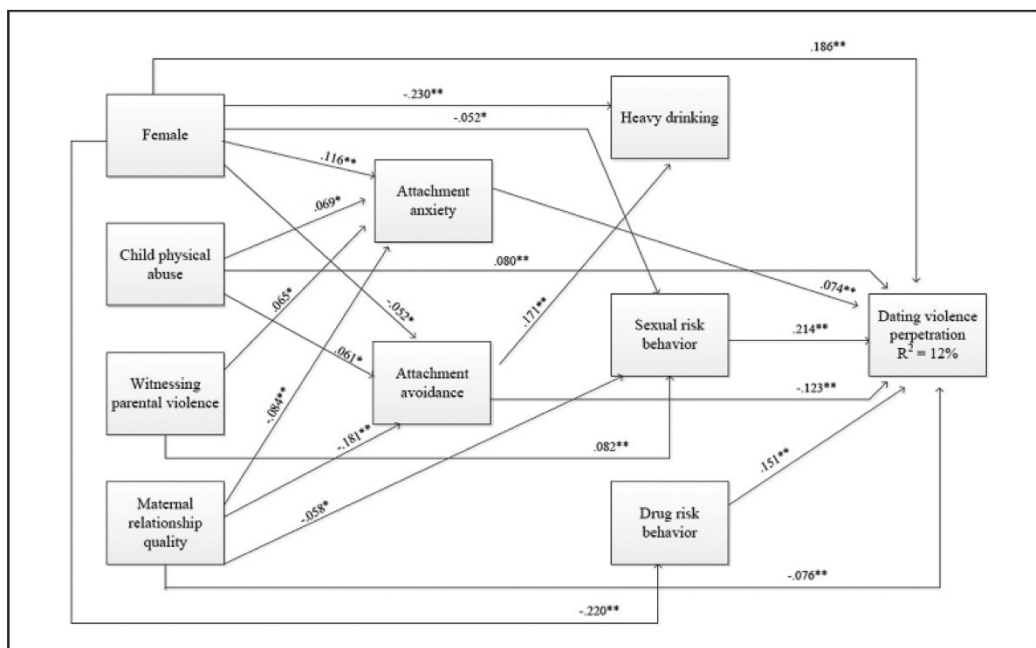 .186**
-.230**
-.052*
Female
Heavy drinking
.116**
Attachment
anxiety
.069*
Child physical
abuse
.080**
.065*
-.052*
.171**
.074**
.061*
Sexual risk
behavior
.214**
Dating violence
perpetration
R² = 12%
Witnessing
parental violence
Attachment
avoidance
-.084**
-.123**
-.181**
.082**
.151**
Maternal
relationship
quality
-.058*
Drug risk
behavior
-.076**
-.220**